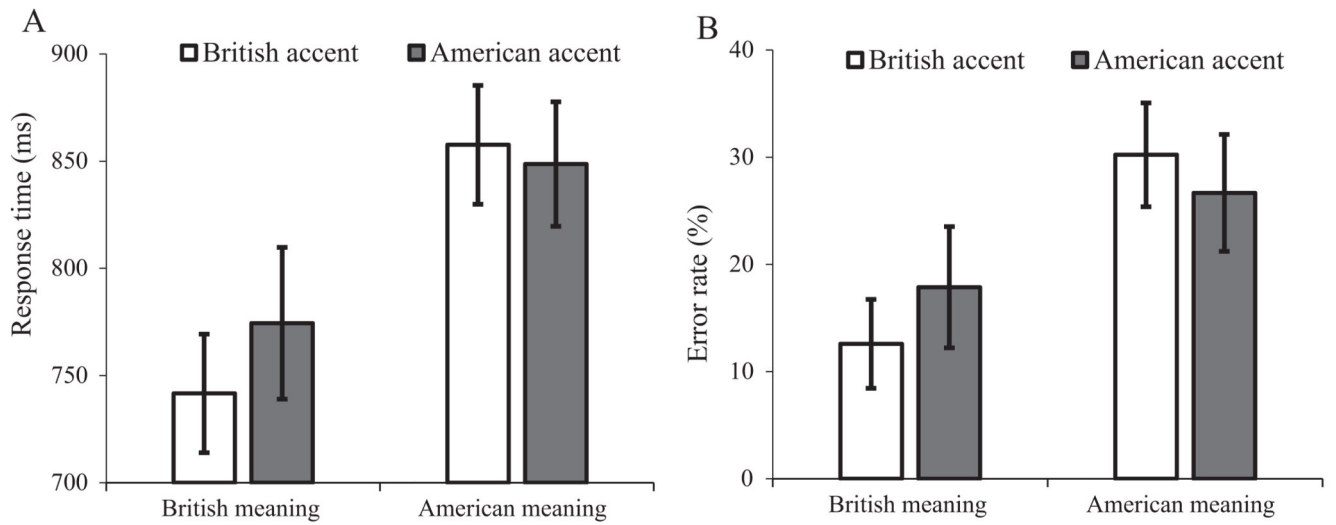 A
British accent
American accent
900
850
800
750
700
Response time (ms)
British meaning
American meaning
B
British accent
American accent
40
30
20
10
0
Error rate (%)
British meaning
American meaning